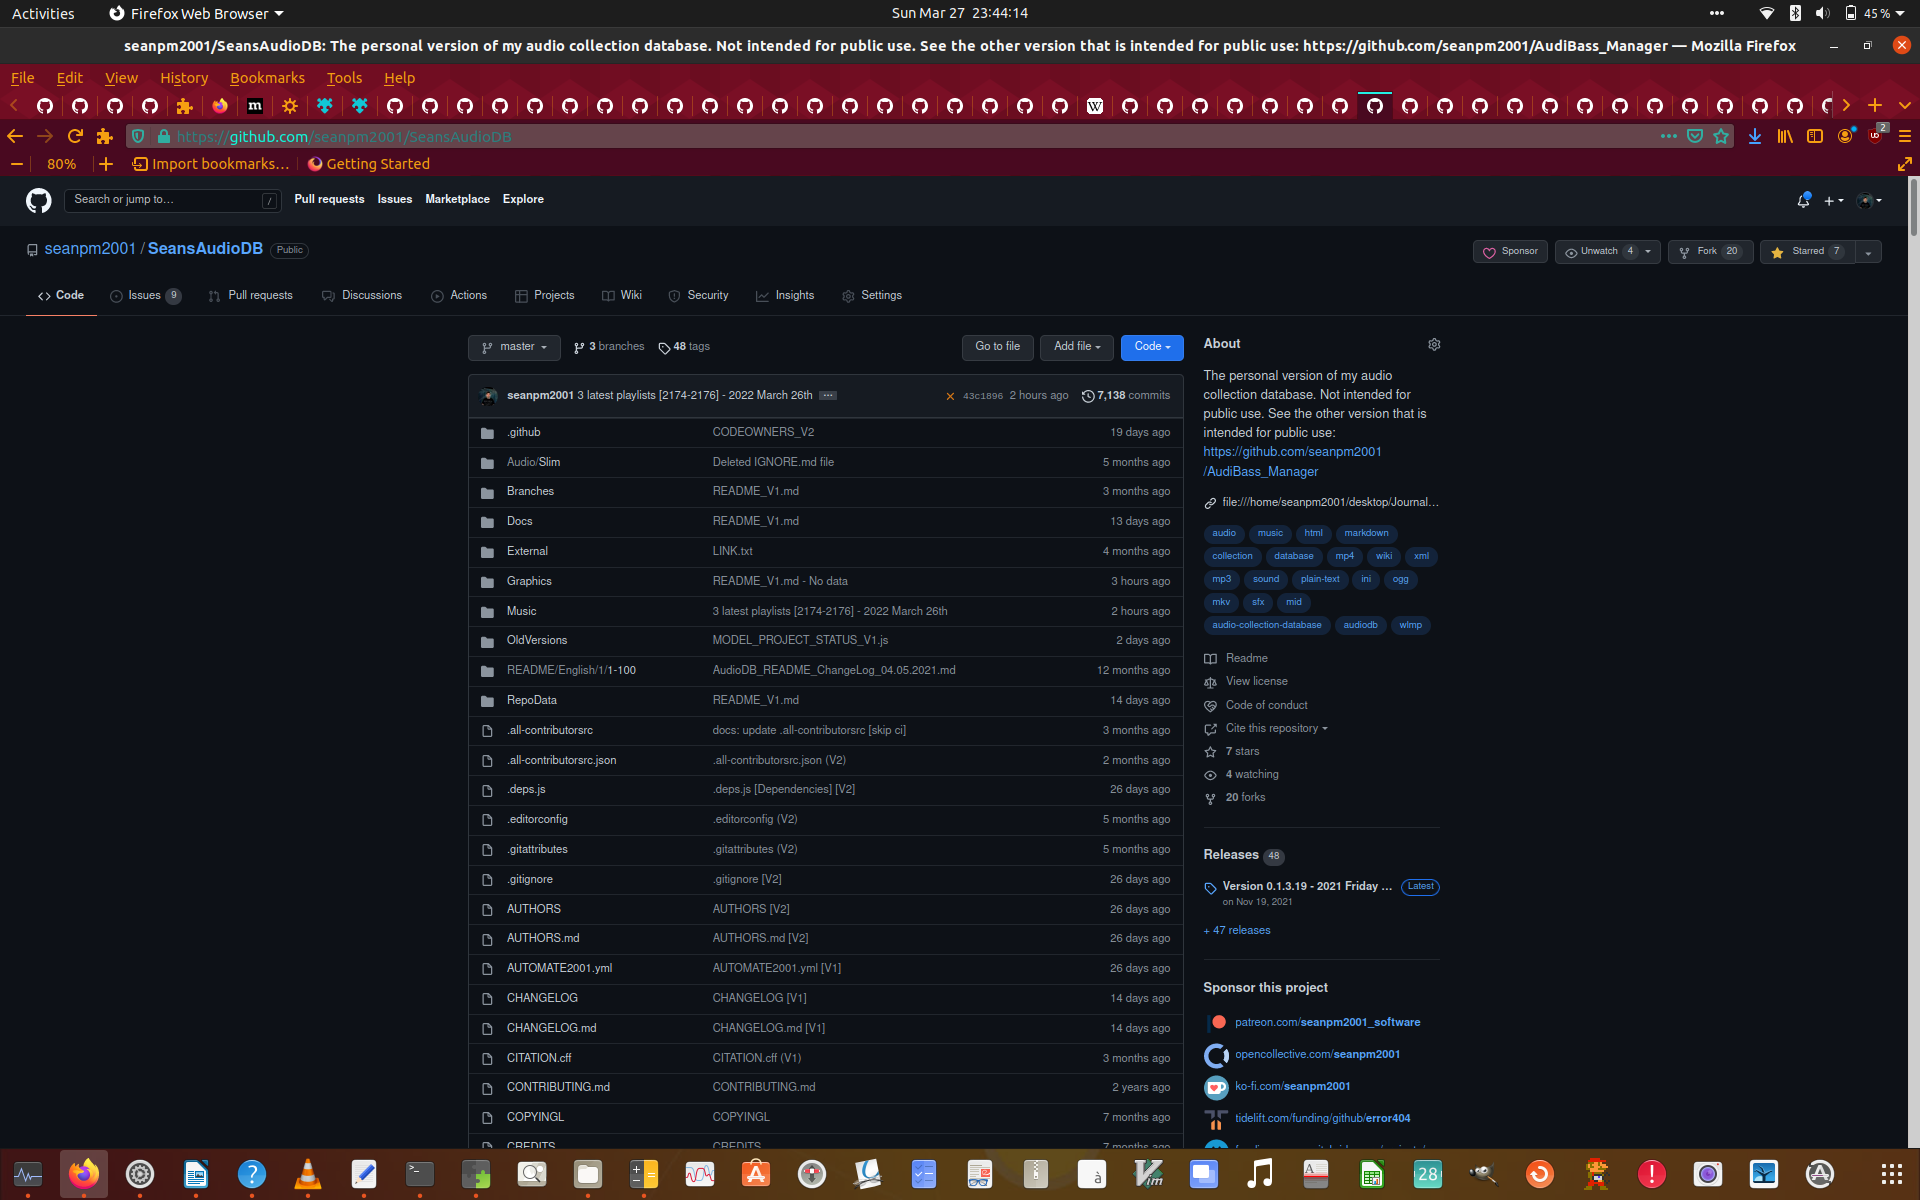 Activities
Firefox Web Browser
Sun Mar 27 23:44:14
45 %
seanpm2001/SeansAudioDB: The personal version of my audio collection database. Not intended for public use. See the other version that is intended for public use: https://github.com/seanpm2001/AudiBass_Manager — Mozilla Firefox
File Edit View History Bookmarks Tools Help
https://github.com/seanpm2001/SeansAudioDB
2
80%
Import bookmarks…
Getting Started
Search or jump to…
/
Pull requests Issues Marketplace Explore
seanpm2001 / SeansAudioDB Public
Sponsor
Unwatch 4
Fork 20
Starred 7
Code
Issues 9
Pull requests
Discussions
Actions
Projects
Wiki
Security
Insights
Settings
master
3 branches
48 tags
Go to file
Add file
Code
seanpm2001 3 latest playlists [2174-2176] - 2022 March 26th ... 43c1896 2 hours ago 7,138 commits
.github CODEOWNERS_V2 19 days ago
Audio/Slim Deleted IGNORE.md file 5 months ago
Branches README_V1.md 3 months ago
Docs README_V1.md 13 days ago
External LINK.txt 4 months ago
Graphics README_V1.md - No data 3 hours ago
Music 3 latest playlists [2174-2176] - 2022 March 26th 2 hours ago
OldVersions MODEL_PROJECT_STATUS_V1.js 2 days ago
README/English/1/1-100 AudioDB_README_ChangeLog_04.05.2021.md 12 months ago
RepoData README_V1.md 14 days ago
.all-contributorsrc docs: update .all-contributorsrc [skip ci] 3 months ago
.all-contributorsrc.json .all-contributorsrc.json (V2) 2 months ago
.deps.js .deps.js [Dependencies] [V2] 26 days ago
.editorconfig .editorconfig (V2) 5 months ago
.gitattributes .gitattributes (V2) 5 months ago
.gitignore .gitignore [V2] 26 days ago
AUTHORS AUTHORS [V2] 26 days ago
AUTHORS.md AUTHORS.md [V2] 26 days ago
AUTOMATE2001.yml AUTOMATE2001.yml [V1] 26 days ago
CHANGELOG CHANGELOG [V1] 14 days ago
CHANGELOG.md CHANGELOG.md [V1] 14 days ago
CITATION.cff CITATION.cff (V1) 3 months ago
CONTRIBUTING.md CONTRIBUTING.md 2 years ago
COPYINGL COPYINGL 7 months ago
CREDITS CREDITS 7 months ago
About
The personal version of my audio
collection database. Not intended for
public use. See the other version that is
intended for public use:
https://github.com/seanpm2001
/AudiBass_Manager
file:///home/seanpm2001/desktop/Journal…
audio music html markdown
collection database mp4 wiki xml
mp3 sound plain-text ini ogg
mkv sfx mid
audio-collection-database audiodb wlmp
Readme
View license
Code of conduct
Cite this repository
7 stars
4 watching
20 forks
Releases 48
Version 0.1.3.19 - 2021 Friday ... Latest
on Nov 19, 2021
+ 47 releases
Sponsor this project
patreon.com/seanpm2001_software
opencollective.com/seanpm2001
ko-fi.com/seanpm2001
tidelift.com/funding/github/error404
28